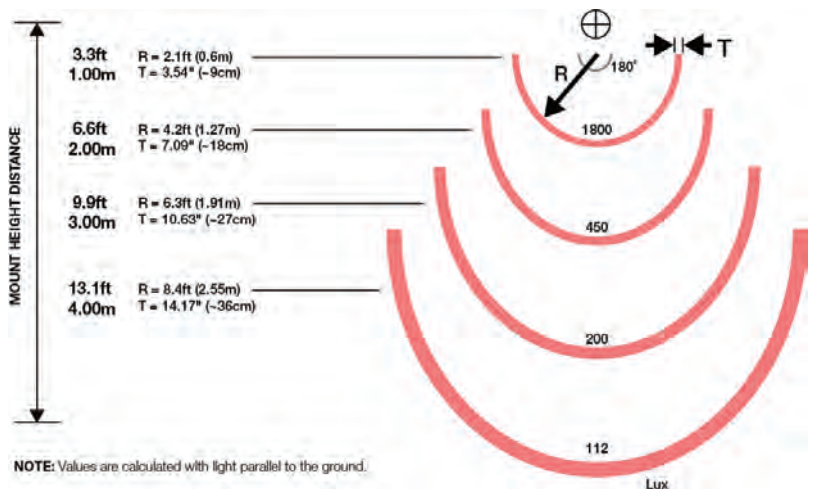 MOUNT HEIGHT DISTANCE
3.3ft
1.00m
R = 2.1ft (0.6m)
T = 3.54" (~9cm)
6.6ft
2.00m
R = 4.2ft (1.27m)
T = 7.09" (~18cm)
9.9ft
3.00m
R = 6.3ft (1.91m)
T = 10.63" (~27cm)
13.1ft
4.00m
R = 8.4ft (2.55m)
T = 14.17" (~36cm)
T
R
180°
1800
450
200
112
Lux
NOTE: Values are calculated with light parallel to the ground.